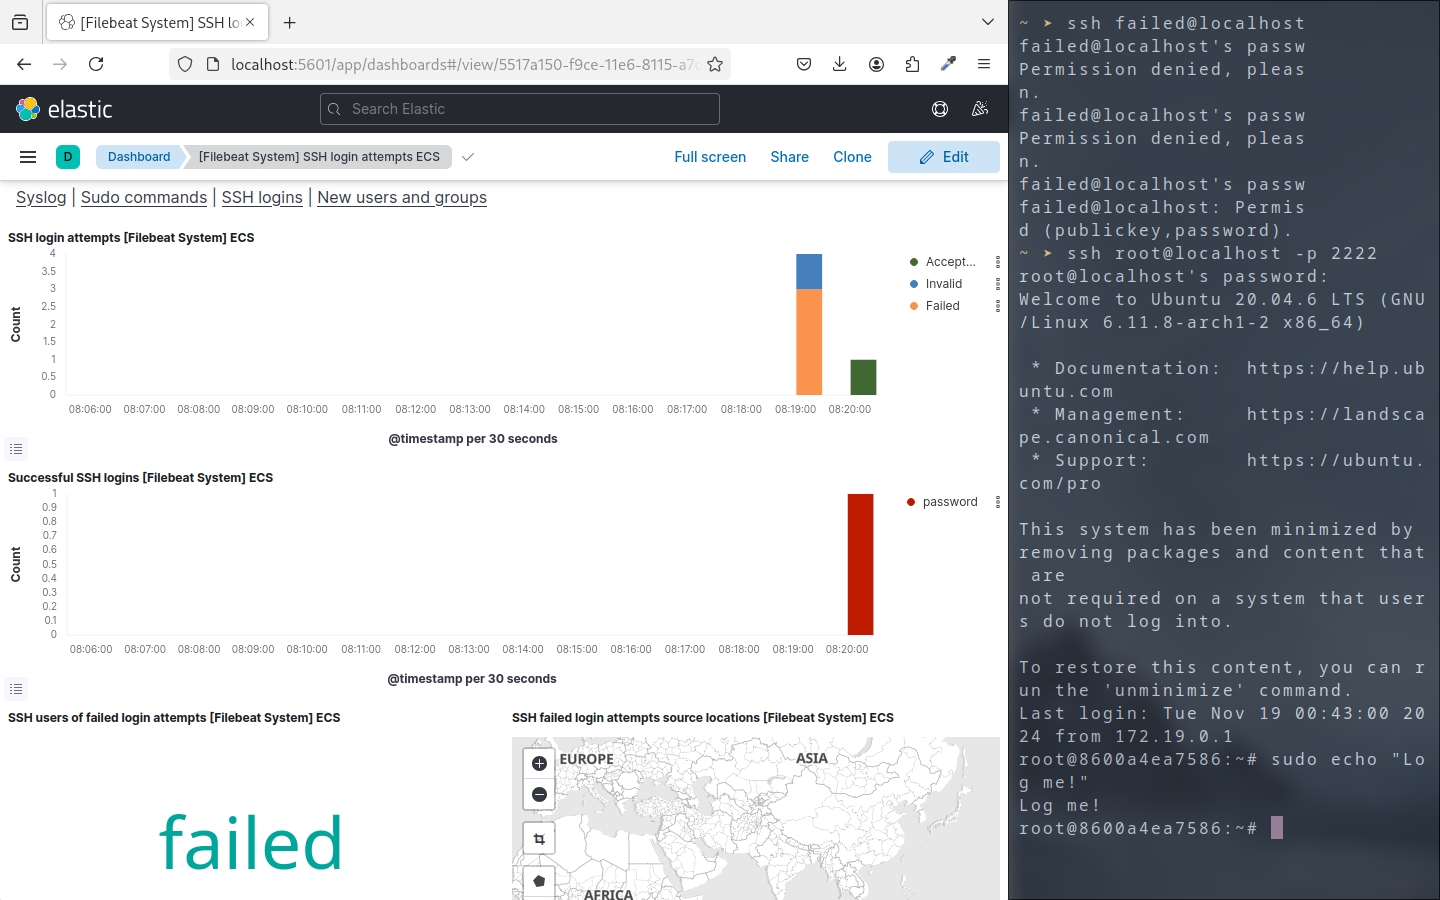 [Filebeat System] SSH lo
localhost:5601/app/dashboards#/view/5517a150-f9ce-11e6-8115-a7c
elastic
Search Elastic
D
Dashboard
[Filebeat System] SSH login attempts ECS
Full screen
Share
Clone
Edit
Syslog | Sudo commands | SSH logins | New users and groups
SSH login attempts [Filebeat System] ECS
4
3.5
3
2.5
2
1.5
1
0.5
0
Count
08:06:00 08:07:00 08:08:00 08:09:00 08:10:00 08:11:00 08:12:00 08:13:00 08:14:00 08:15:00 08:16:00 08:17:00 08:18:00 08:19:00 08:20:00
@timestamp per 30 seconds
Accept...
Invalid
Failed
Successful SSH logins [Filebeat System] ECS
1
0.9
0.8
0.7
0.6
0.5
0.4
0.3
0.2
0.1
0
Count
08:06:00 08:07:00 08:08:00 08:09:00 08:10:00 08:11:00 08:12:00 08:13:00 08:14:00 08:15:00 08:16:00 08:17:00 08:18:00 08:19:00 08:20:00
@timestamp per 30 seconds
password
SSH users of failed login attempts [Filebeat System] ECS
failed
SSH failed login attempts source locations [Filebeat System] ECS
EUROPE
ASIA
AFRICA
~ ➤ ssh failed@localhost
failed@localhost's passw
Permission denied, pleas
n.
failed@localhost's passw
Permission denied, pleas
n.
failed@localhost's passw
failed@localhost: Permis
d (publickey,password).
~ ➤ ssh root@localhost -p 2222
root@localhost's password:
Welcome to Ubuntu 20.04.6 LTS (GNU
/Linux 6.11.8-arch1-2 x86_64)
 * Documentation:  https://help.ub
untu.com
 * Management:     https://landsca
pe.canonical.com
 * Support:        https://ubuntu.
com/pro
This system has been minimized by
removing packages and content that
 are
not required on a system that user
s do not log into.
To restore this content, you can r
un the 'unminimize' command.
Last login: Tue Nov 19 00:43:00 20
24 from 172.19.0.1
root@8600a4ea7586:~# sudo echo "Lo
g me!"
Log me!
root@8600a4ea7586:~#